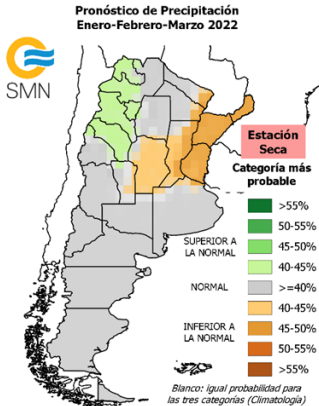 Pronóstico de Precipitación
Enero-Febrero-Marzo 2022
SMN
Estación
Seca
Categoría más
probable
>55%
50-55%
SUPERIOR A
LA NORMAL
45-50%
40-45%
NORMAL
>=40%
40-45%
INFERIOR A
LA NORMAL
45-50%
50-55%
>55%
Blanco: igual probabilidad para
las tres categorías (Climatología)